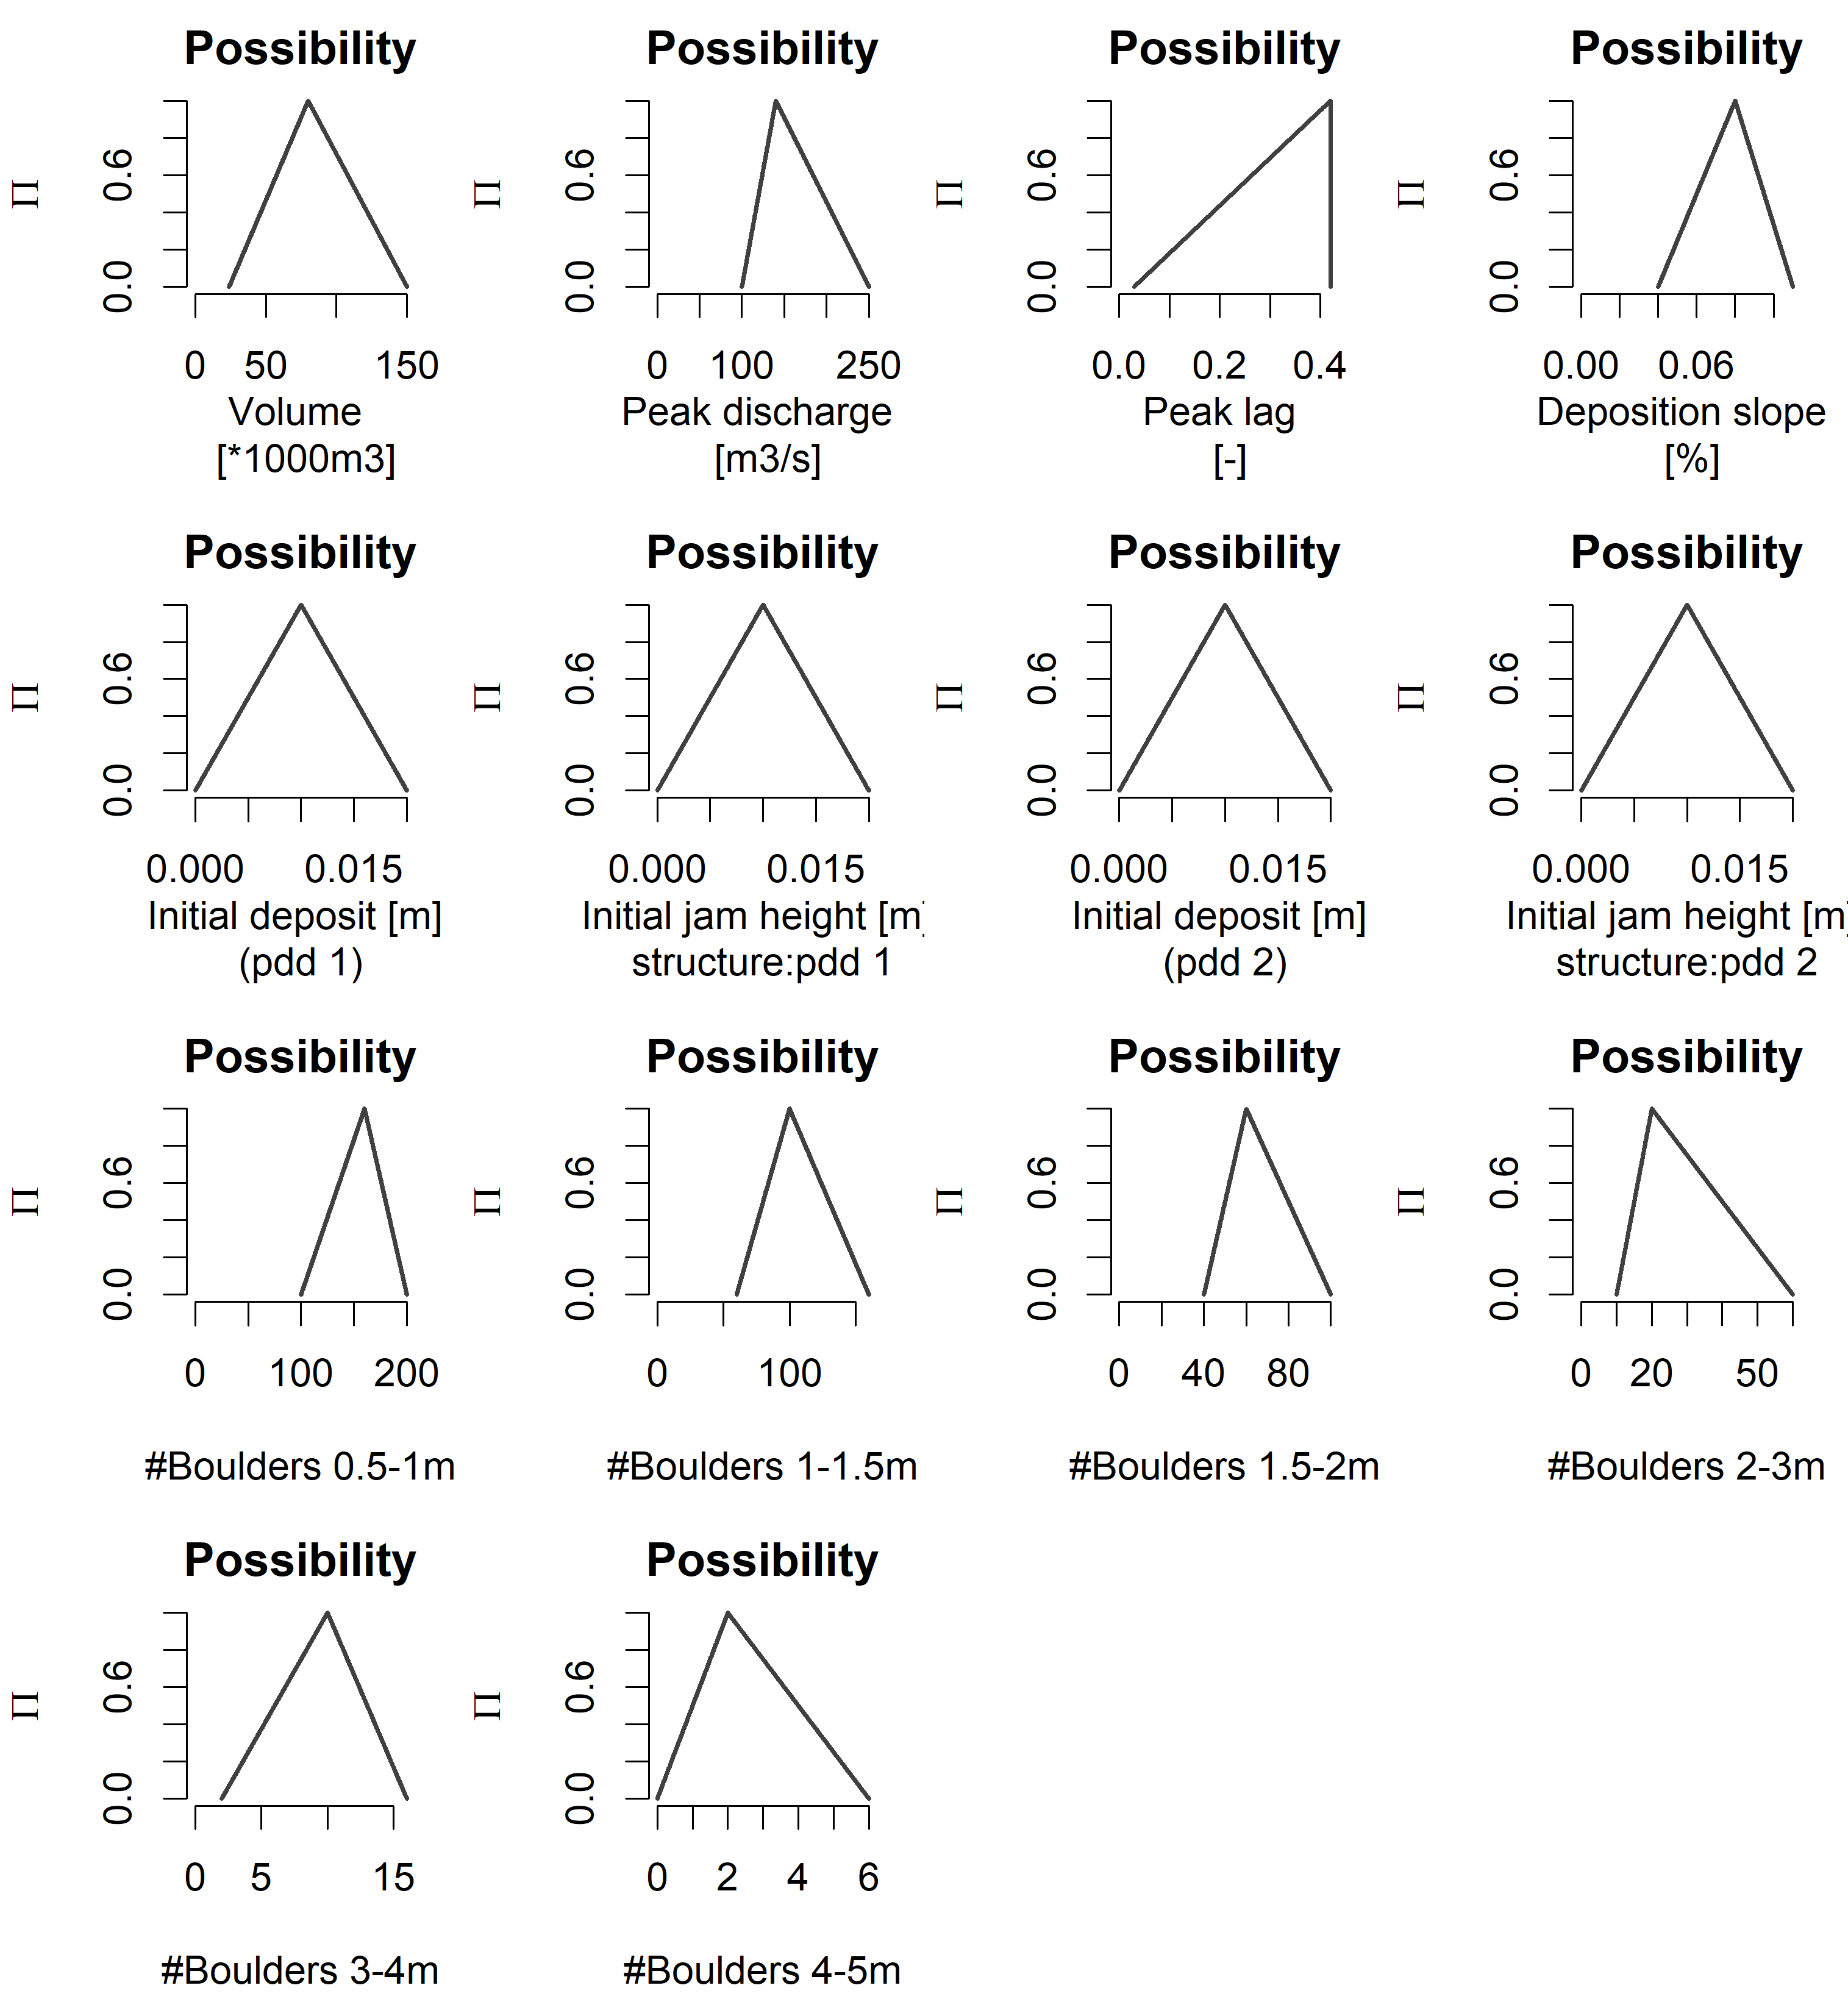 Possibility Possibility Possibility Possibility
Π 0.0 0.6 Π 0.0 0.6 Π 0.0 0.6 Π 0.0 0.6
0 50 150 0 100 250 0.0 0.2 0.4 0.00 0.06
Volume Peak discharge Peak lag Deposition slope
[*1000m3] [m3/s] [-] [%]
Possibility Possibility Possibility Possibility
Π 0.0 0.6 Π 0.0 0.6 Π 0.0 0.6 Π 0.0 0.6
0.000 0.015 0.000 0.015 0.000 0.015 0.000 0.015
Initial deposit [m] Initial jam height [m] Initial deposit [m] Initial jam height [m]
(pdd 1) structure:pdd 1 (pdd 2) structure:pdd 2
Possibility Possibility Possibility Possibility
Π 0.0 0.6 Π 0.0 0.6 Π 0.0 0.6 Π 0.0 0.6
0 100 200 0 100 0 40 80 0 20 50
#Boulders 0.5-1m #Boulders 1-1.5m #Boulders 1.5-2m #Boulders 2-3m
Possibility Possibility
Π 0.0 0.6 Π 0.0 0.6
0 5 15 0 2 4 6
#Boulders 3-4m #Boulders 4-5m